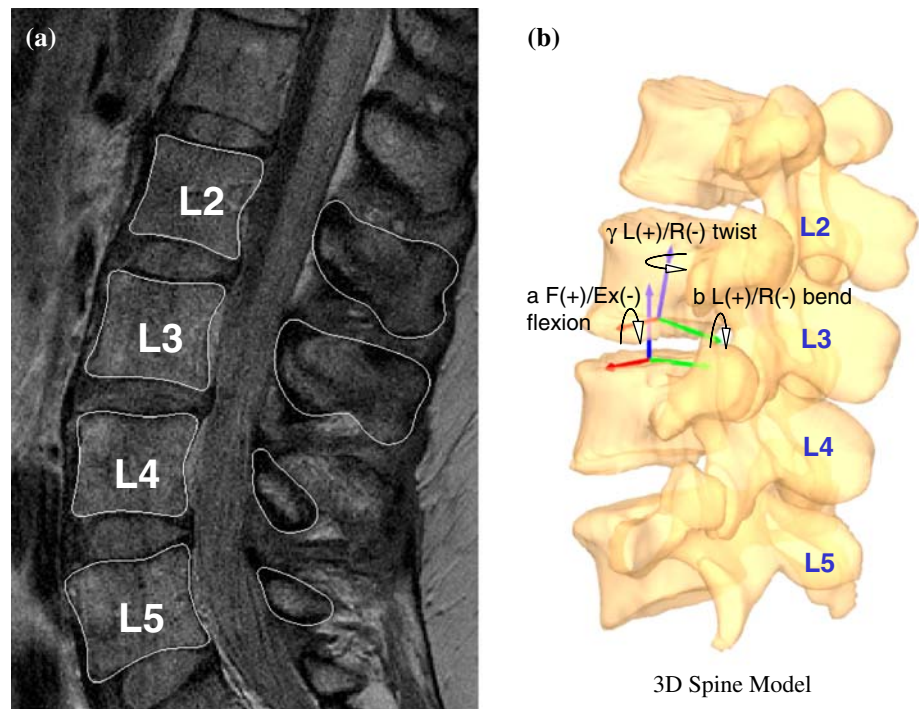 (a)
L2
L3
L4
L5
(b)
γ L(+)/R(-) twist
a F(+)/Ex(-)
flexion
b L(+)/R(-) bend
L2
L3
L4
L5
3D Spine Model